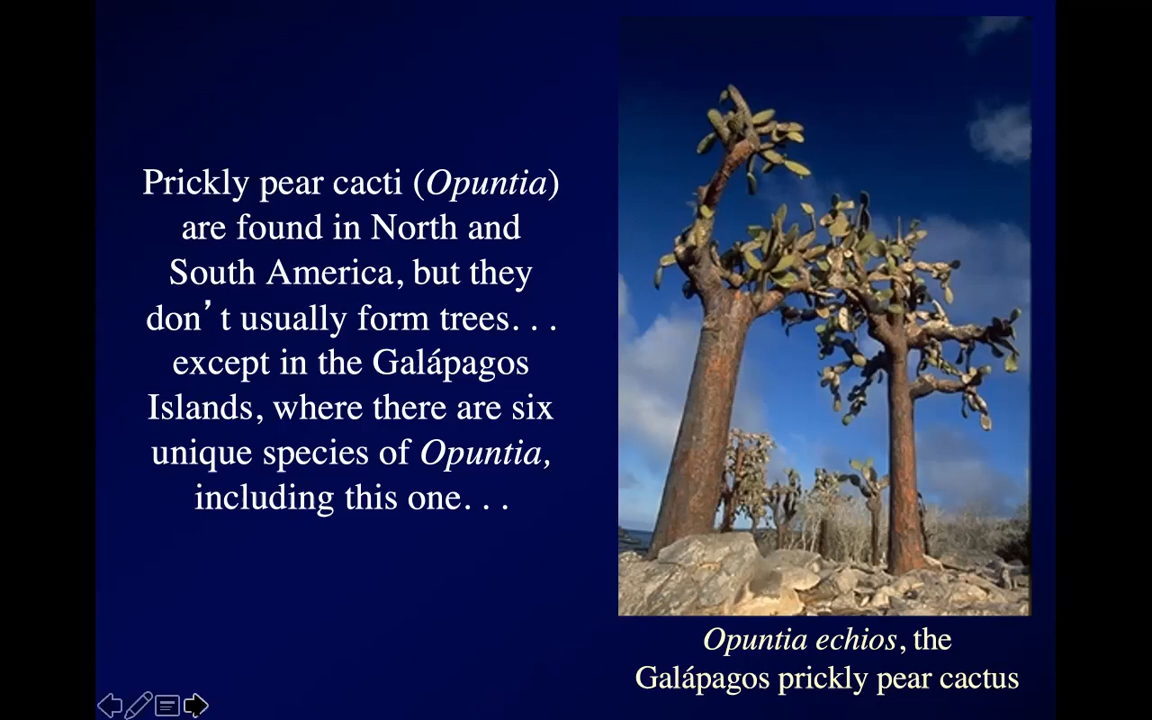 Prickly pear cacti (Opuntia)
are found in North and
South America, but they
don’t usually form trees. . .
except in the Galápagos
Islands, where there are six
unique species of Opuntia,
including this one. . .
Opuntia echios, the
Galápagos prickly pear cactus